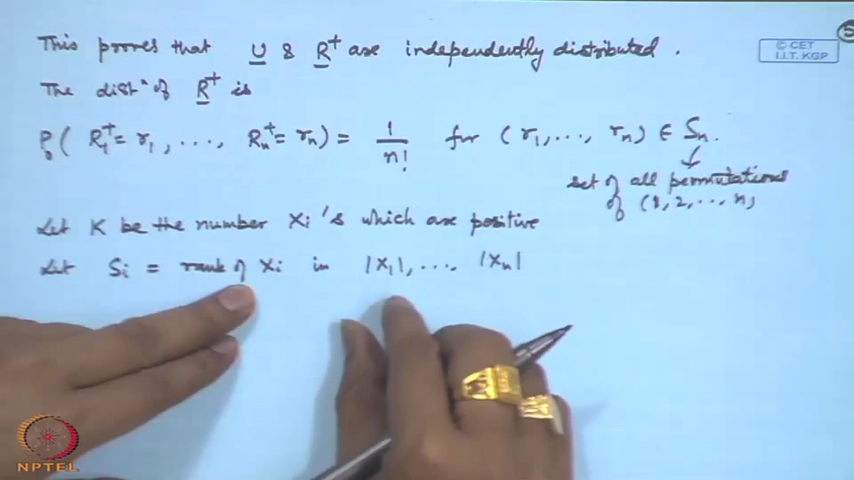 This proves that U & R⁺ are independently distributed.
© CET
I.I.T. KGP
The distⁿ of R⁺ is
P₀( R₁⁺ = r₁, ..., Rₙ⁺ = rₙ) = 1/n! for (r₁, ..., rₙ) ∈ Sₙ.
set of all permutations
of (1, 2, ..., n)
Let K be the number Xi's which are positive
Let Si = rank of Xi in |X₁|, ... |Xₙ|
NPTEL